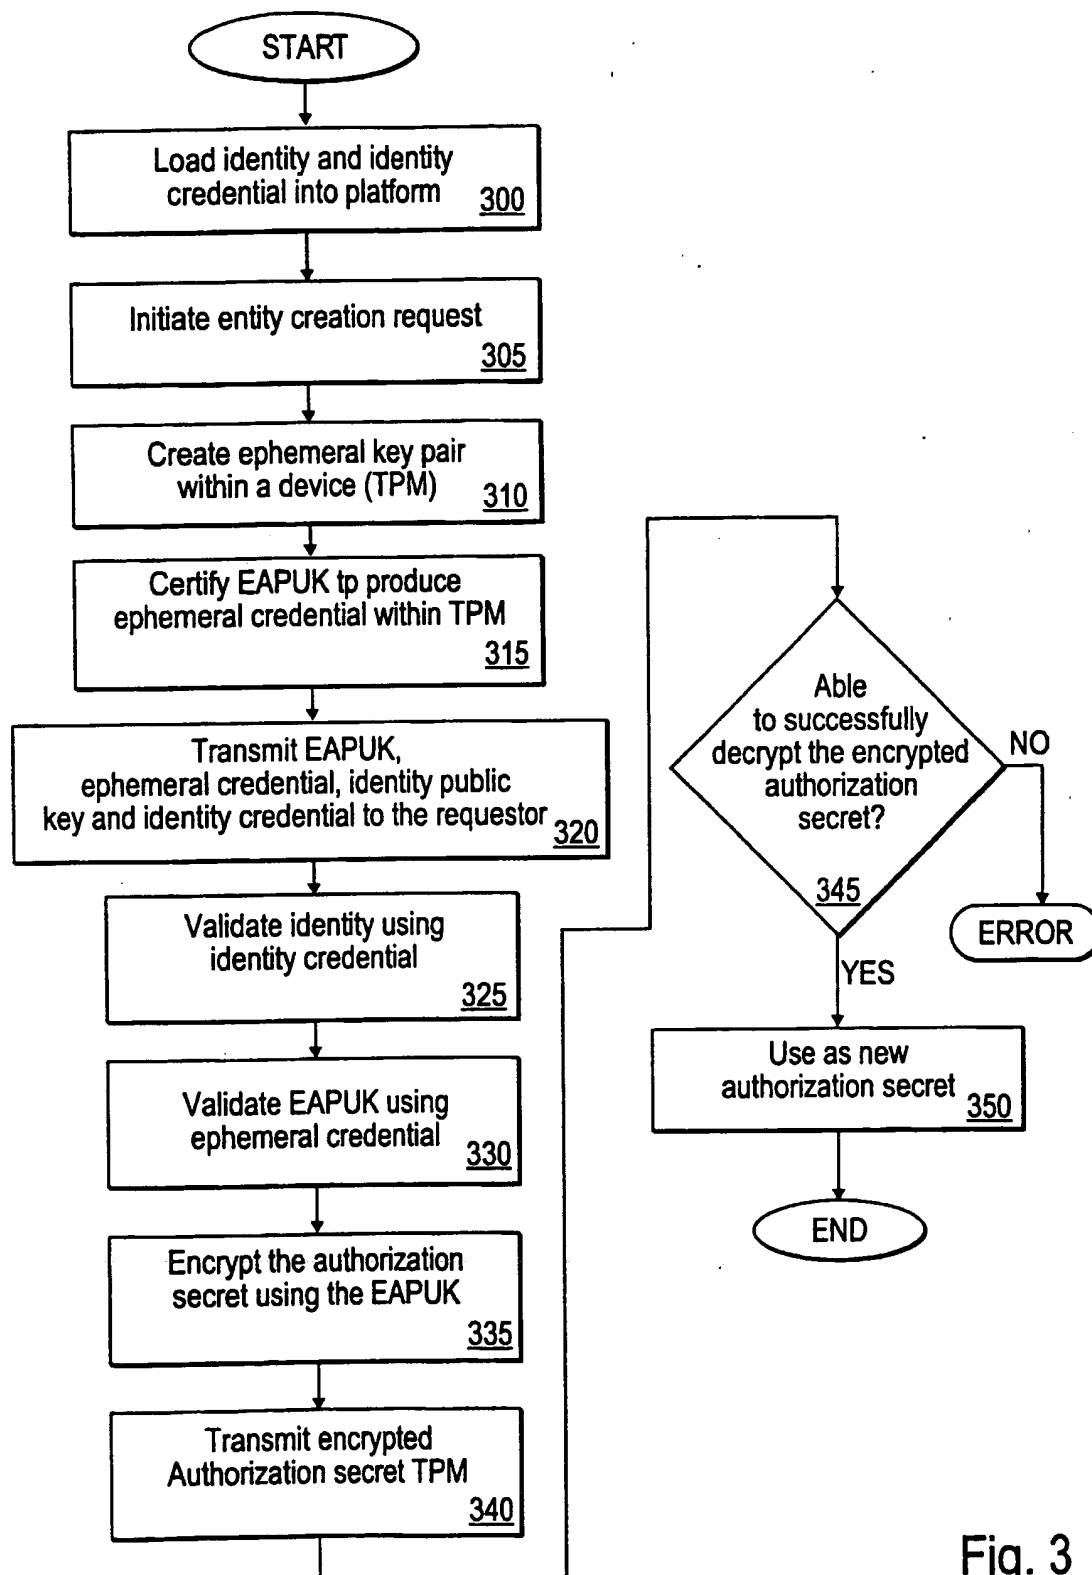 START
Load identity and identity
credential into platform
300
Initiate entity creation request
305
Create ephemeral key pair
within a device (TPM)
310
Certify EAPUK tp produce
ephemeral credential within TPM
315
Transmit EAPUK,
ephemeral credential, identity public
key and identity credential to the requestor
320
Validate identity using
identity credential
325
Validate EAPUK using
ephemeral credential
330
Encrypt the authorization
secret using the EAPUK
335
Transmit encrypted
Authorization secret TPM
340
Able
to successfully
decrypt the encrypted
authorization
secret?
345
NO
ERROR
YES
Use as new
authorization secret
350
END
Fig. 3